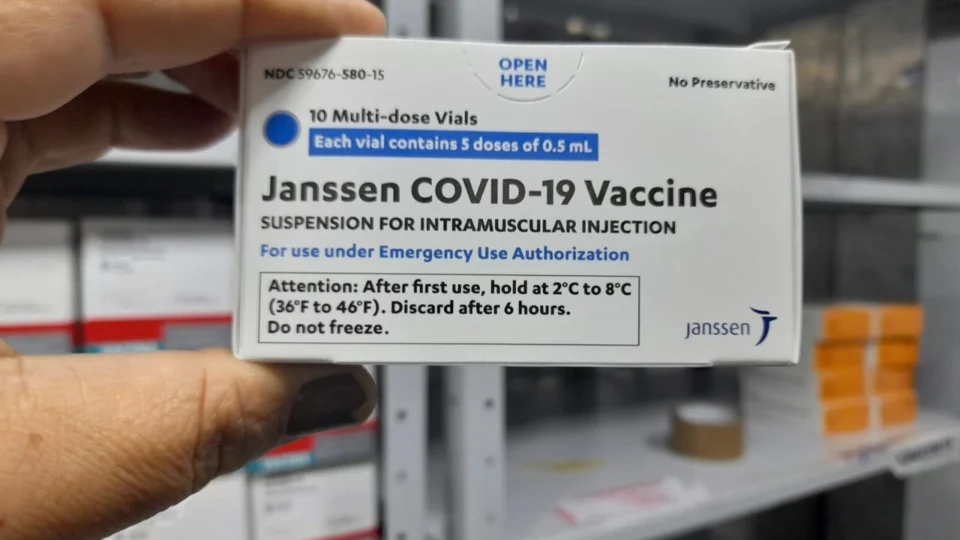 NDC 59676-580-15
OPEN
HERE
No Preservative
10 Multi-dose Vials
Each vial contains 5 doses of 0.5 mL
Janssen COVID-19 Vaccine
SUSPENSION FOR INTRAMUSCULAR INJECTION
For use under Emergency Use Authorization
Attention: After first use, hold at 2°C to 8°C
(36°F to 46°F). Discard after 6 hours.
Do not freeze.
janssen